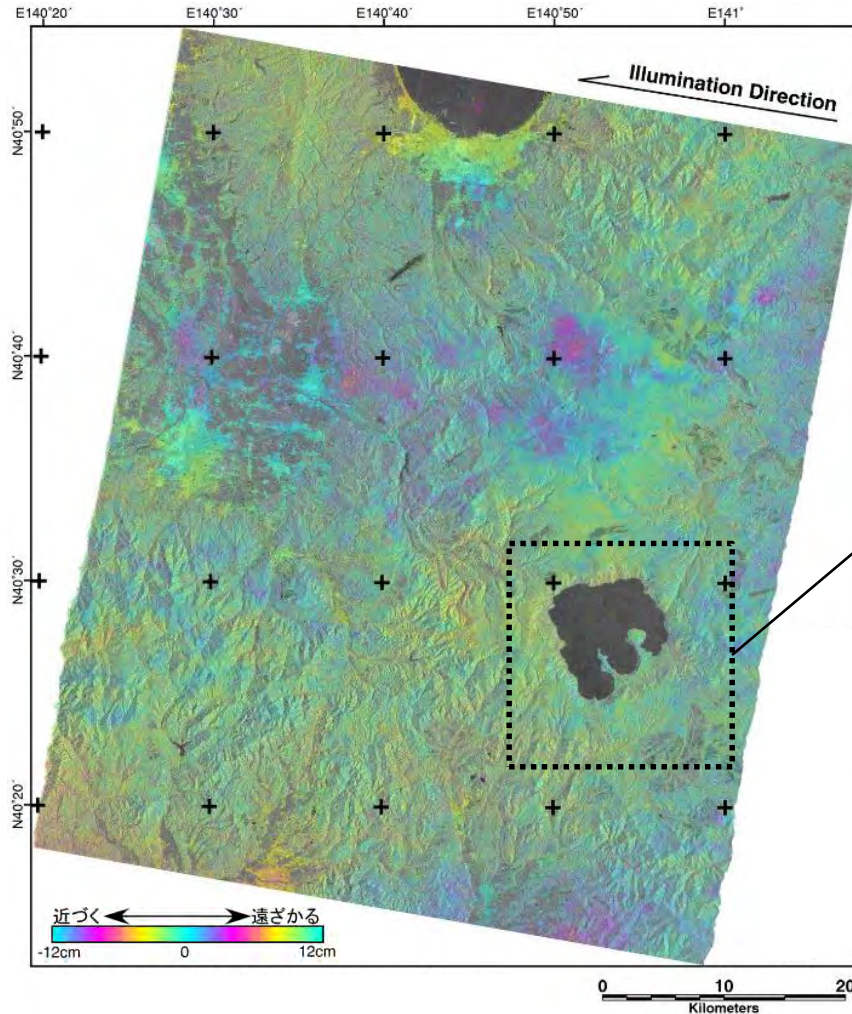 E140°20′ E140°30′ E140°40′ E140°50′ E141°
Illumination Direction
N40°50′
N40°40′
N40°30′
N40°20′
近づく 遠ざかる
-12cm 0 12cm
0 10 20
Kilometers